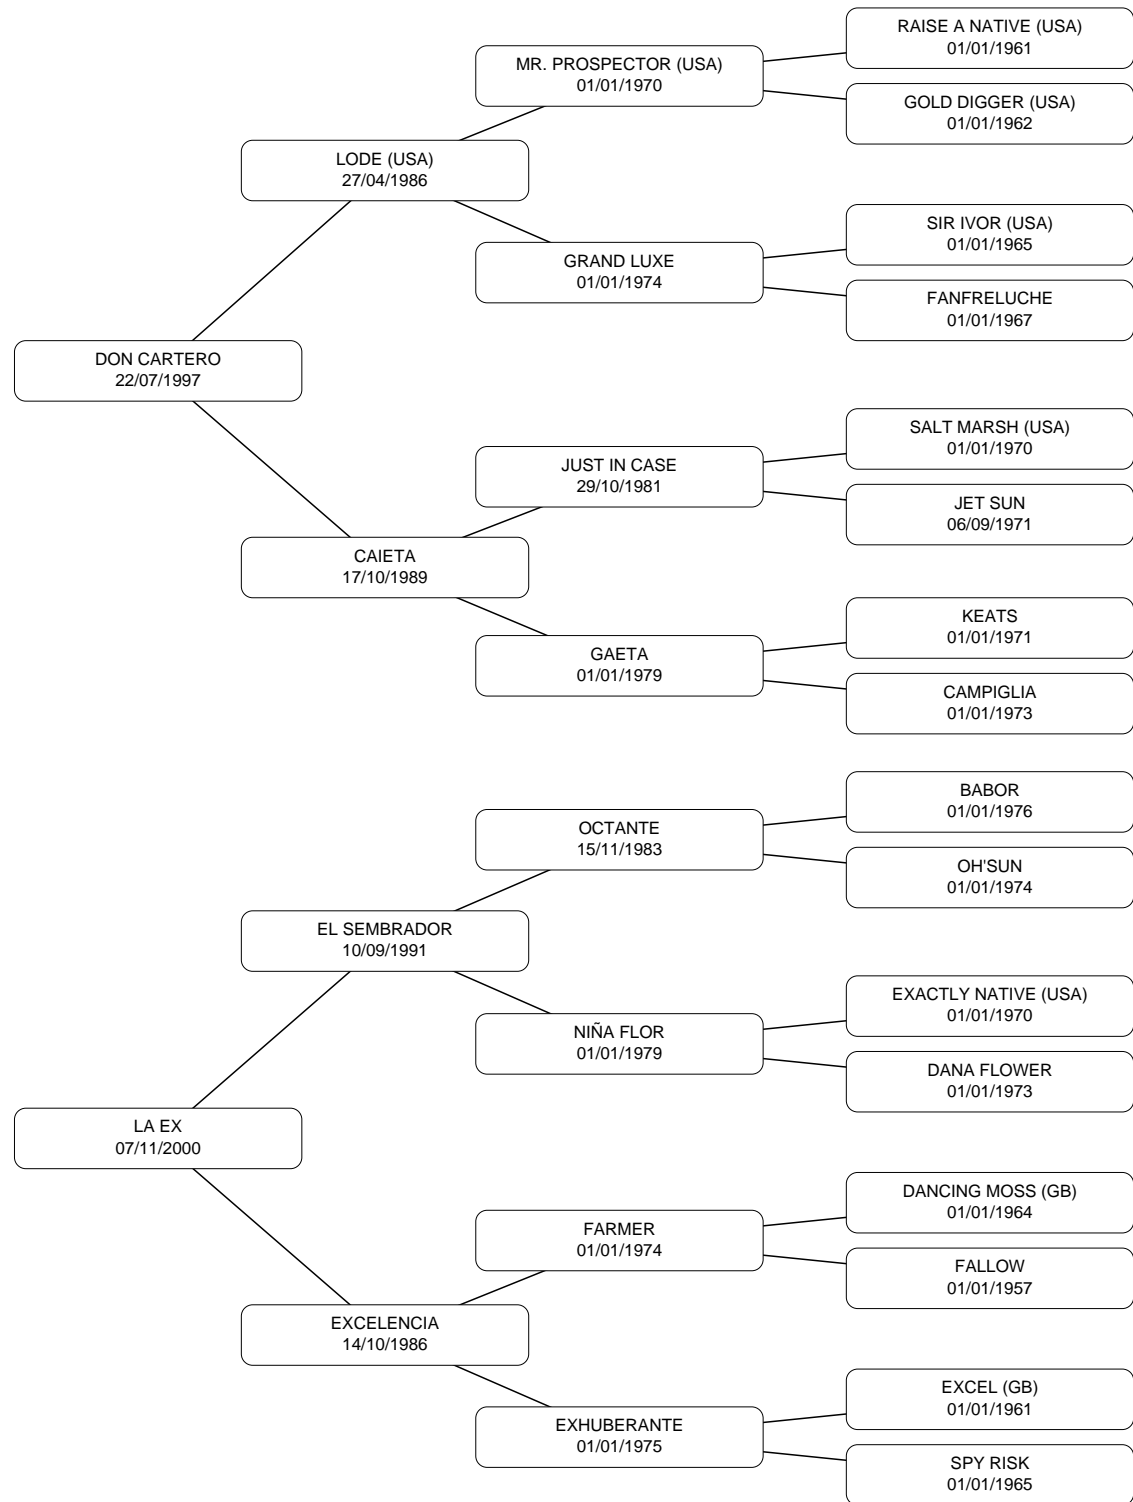 RAISE A NATIVE (USA)
01/01/1961
MR. PROSPECTOR (USA)
01/01/1970
GOLD DIGGER (USA)
01/01/1962
LODE (USA)
27/04/1986
SIR IVOR (USA)
01/01/1965
GRAND LUXE
01/01/1974
FANFRELUCHE
01/01/1967
DON CARTERO
22/07/1997
SALT MARSH (USA)
01/01/1970
JUST IN CASE
29/10/1981
JET SUN
06/09/1971
CAIETA
17/10/1989
KEATS
01/01/1971
GAETA
01/01/1979
CAMPIGLIA
01/01/1973
BABOR
01/01/1976
OCTANTE
15/11/1983
OH'SUN
01/01/1974
EL SEMBRADOR
10/09/1991
EXACTLY NATIVE (USA)
01/01/1970
NIÑA FLOR
01/01/1979
DANA FLOWER
01/01/1973
LA EX
07/11/2000
DANCING MOSS (GB)
01/01/1964
FARMER
01/01/1974
FALLOW
01/01/1957
EXCELENCIA
14/10/1986
EXCEL (GB)
01/01/1961
EXHUBERANTE
01/01/1975
SPY RISK
01/01/1965